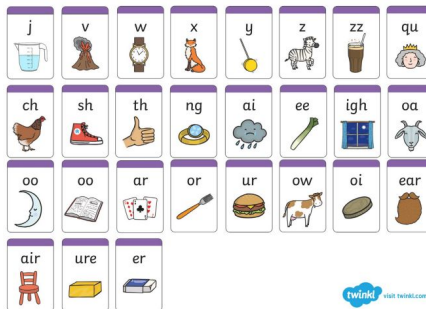 j v w x y z zz qu
ch sh th ng ai ee igh oa
oo oo ar or ur ow oi ear
air ure er
twinkl visit twinkl.com